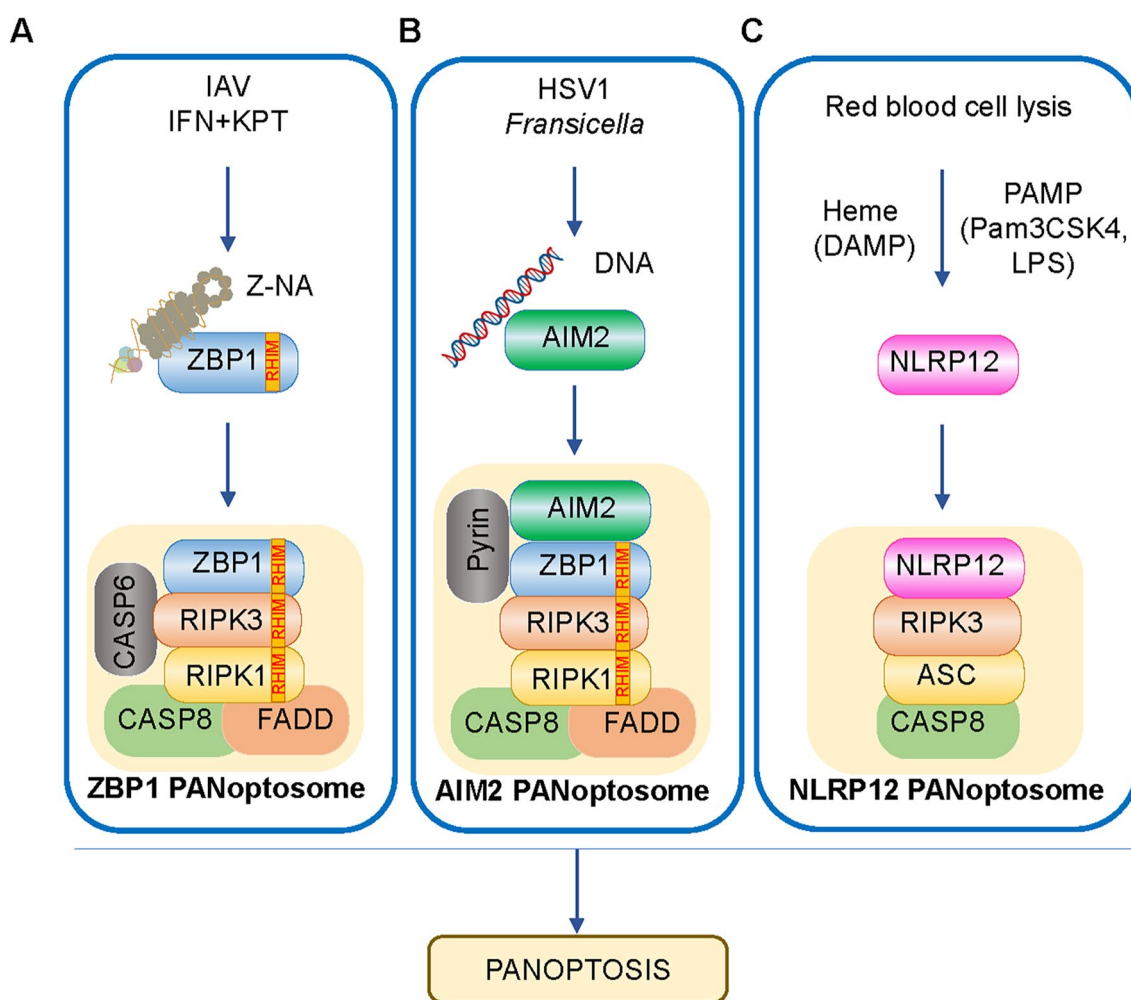 A
IAV
IFN+KPT
Z-NA
ZBP1
RHIM
ZBP1
RHIM
CASP6
RIPK3
RHIM
RIPK1
RHIM
CASP8
FADD
ZBP1 PANoptosome
B
HSV1
Fransicella
DNA
AIM2
AIM2
Pyrin
ZBP1
RHIM
RIPK3
RHIM
RIPK1
RHIM
CASP8
FADD
AIM2 PANoptosome
C
Red blood cell lysis
Heme
(DAMP)
PAMP
(Pam3CSK4,
LPS)
NLRP12
NLRP12
RIPK3
ASC
CASP8
NLRP12 PANoptosome
PANOPTOSIS